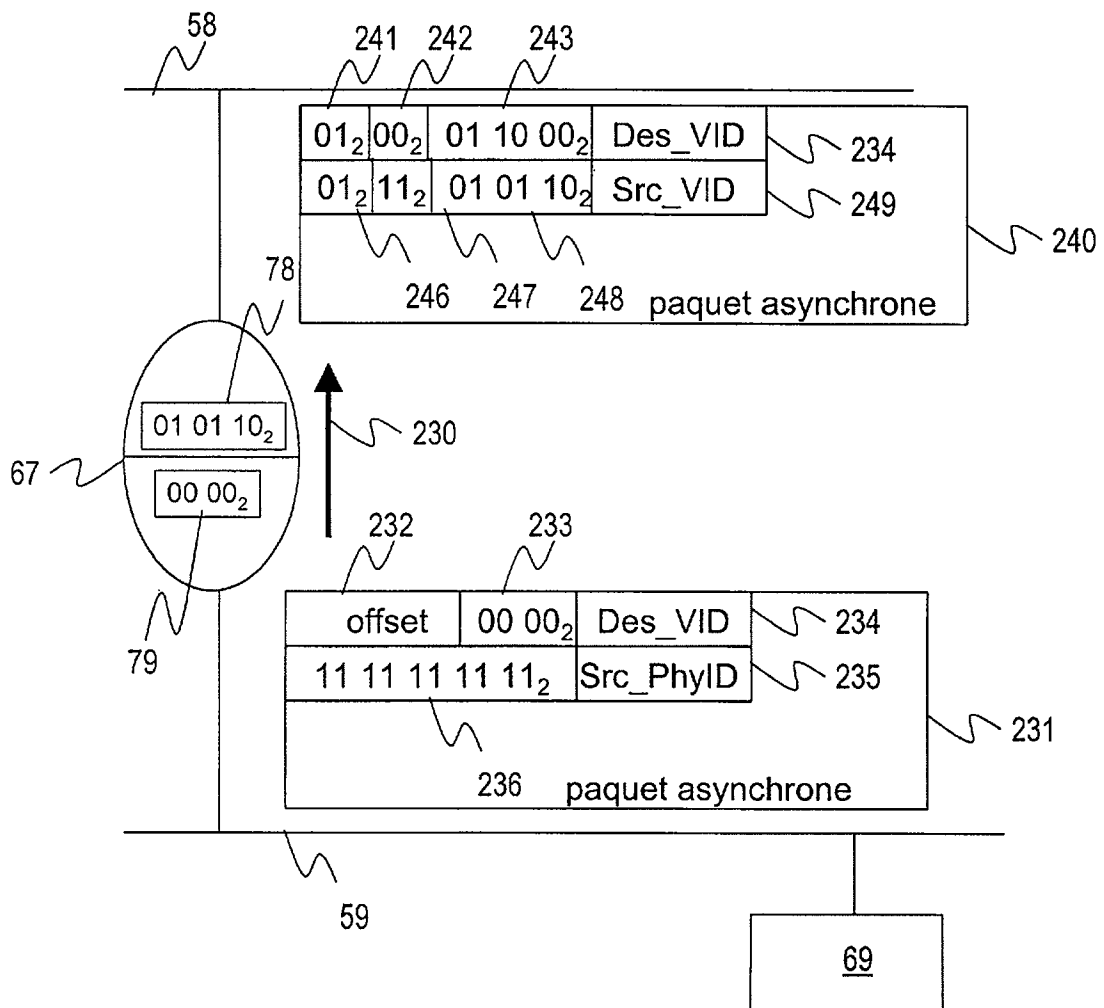 58 241 242 243
01₂ 00₂ 01 10 00₂ Des_VID 234
01₂ 11₂ 01 01 10₂ Src_VID 249
240
78 246 247 248 paquet asynchrone
01 01 10₂ 230
67
00 00₂
232 233
79 offset 00 00₂ Des_VID 234
11 11 11 11 11₂ Src_PhyID 235
231
236 paquet asynchrone
59
69